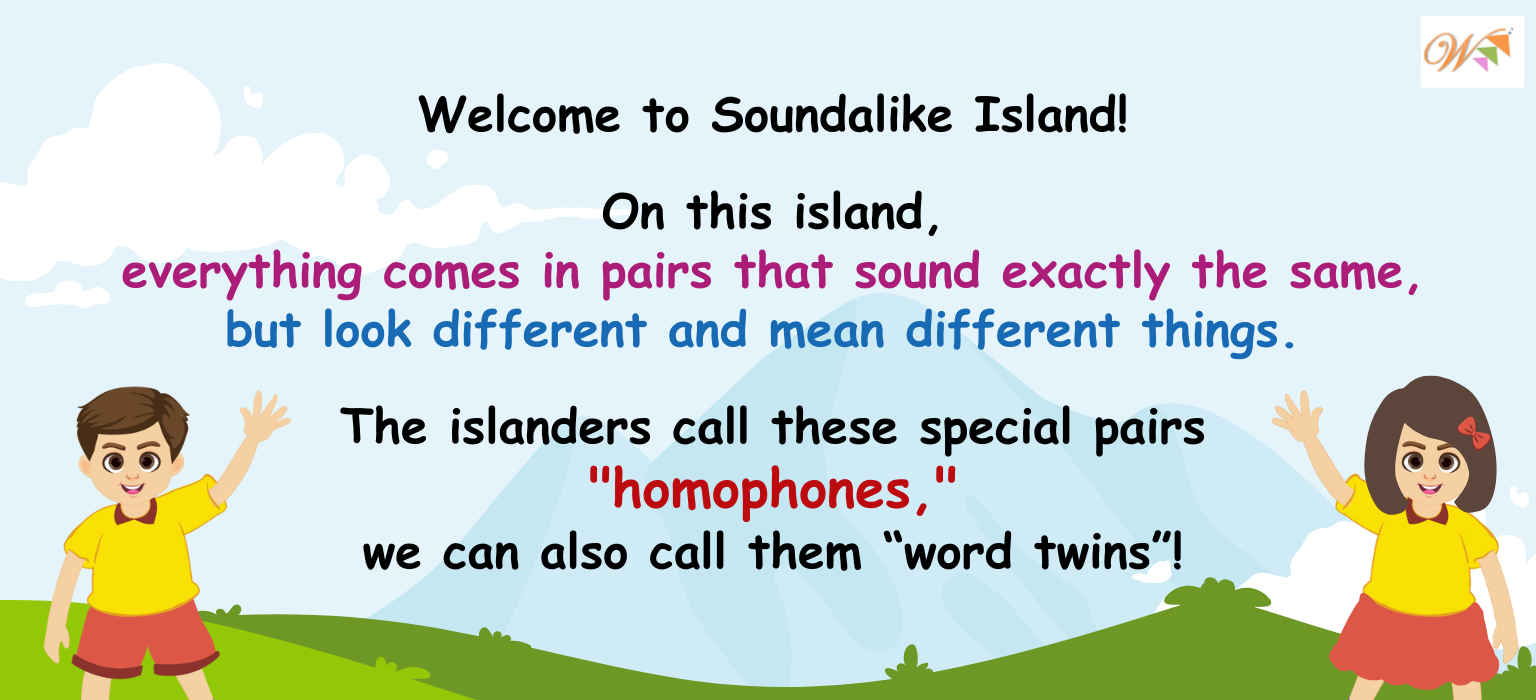 Welcome to Soundalike Island!
On this island,
everything comes in pairs that sound exactly the same,
but look different and mean different things.
The islanders call these special pairs
"homophones,"
we can also call them “word twins”!